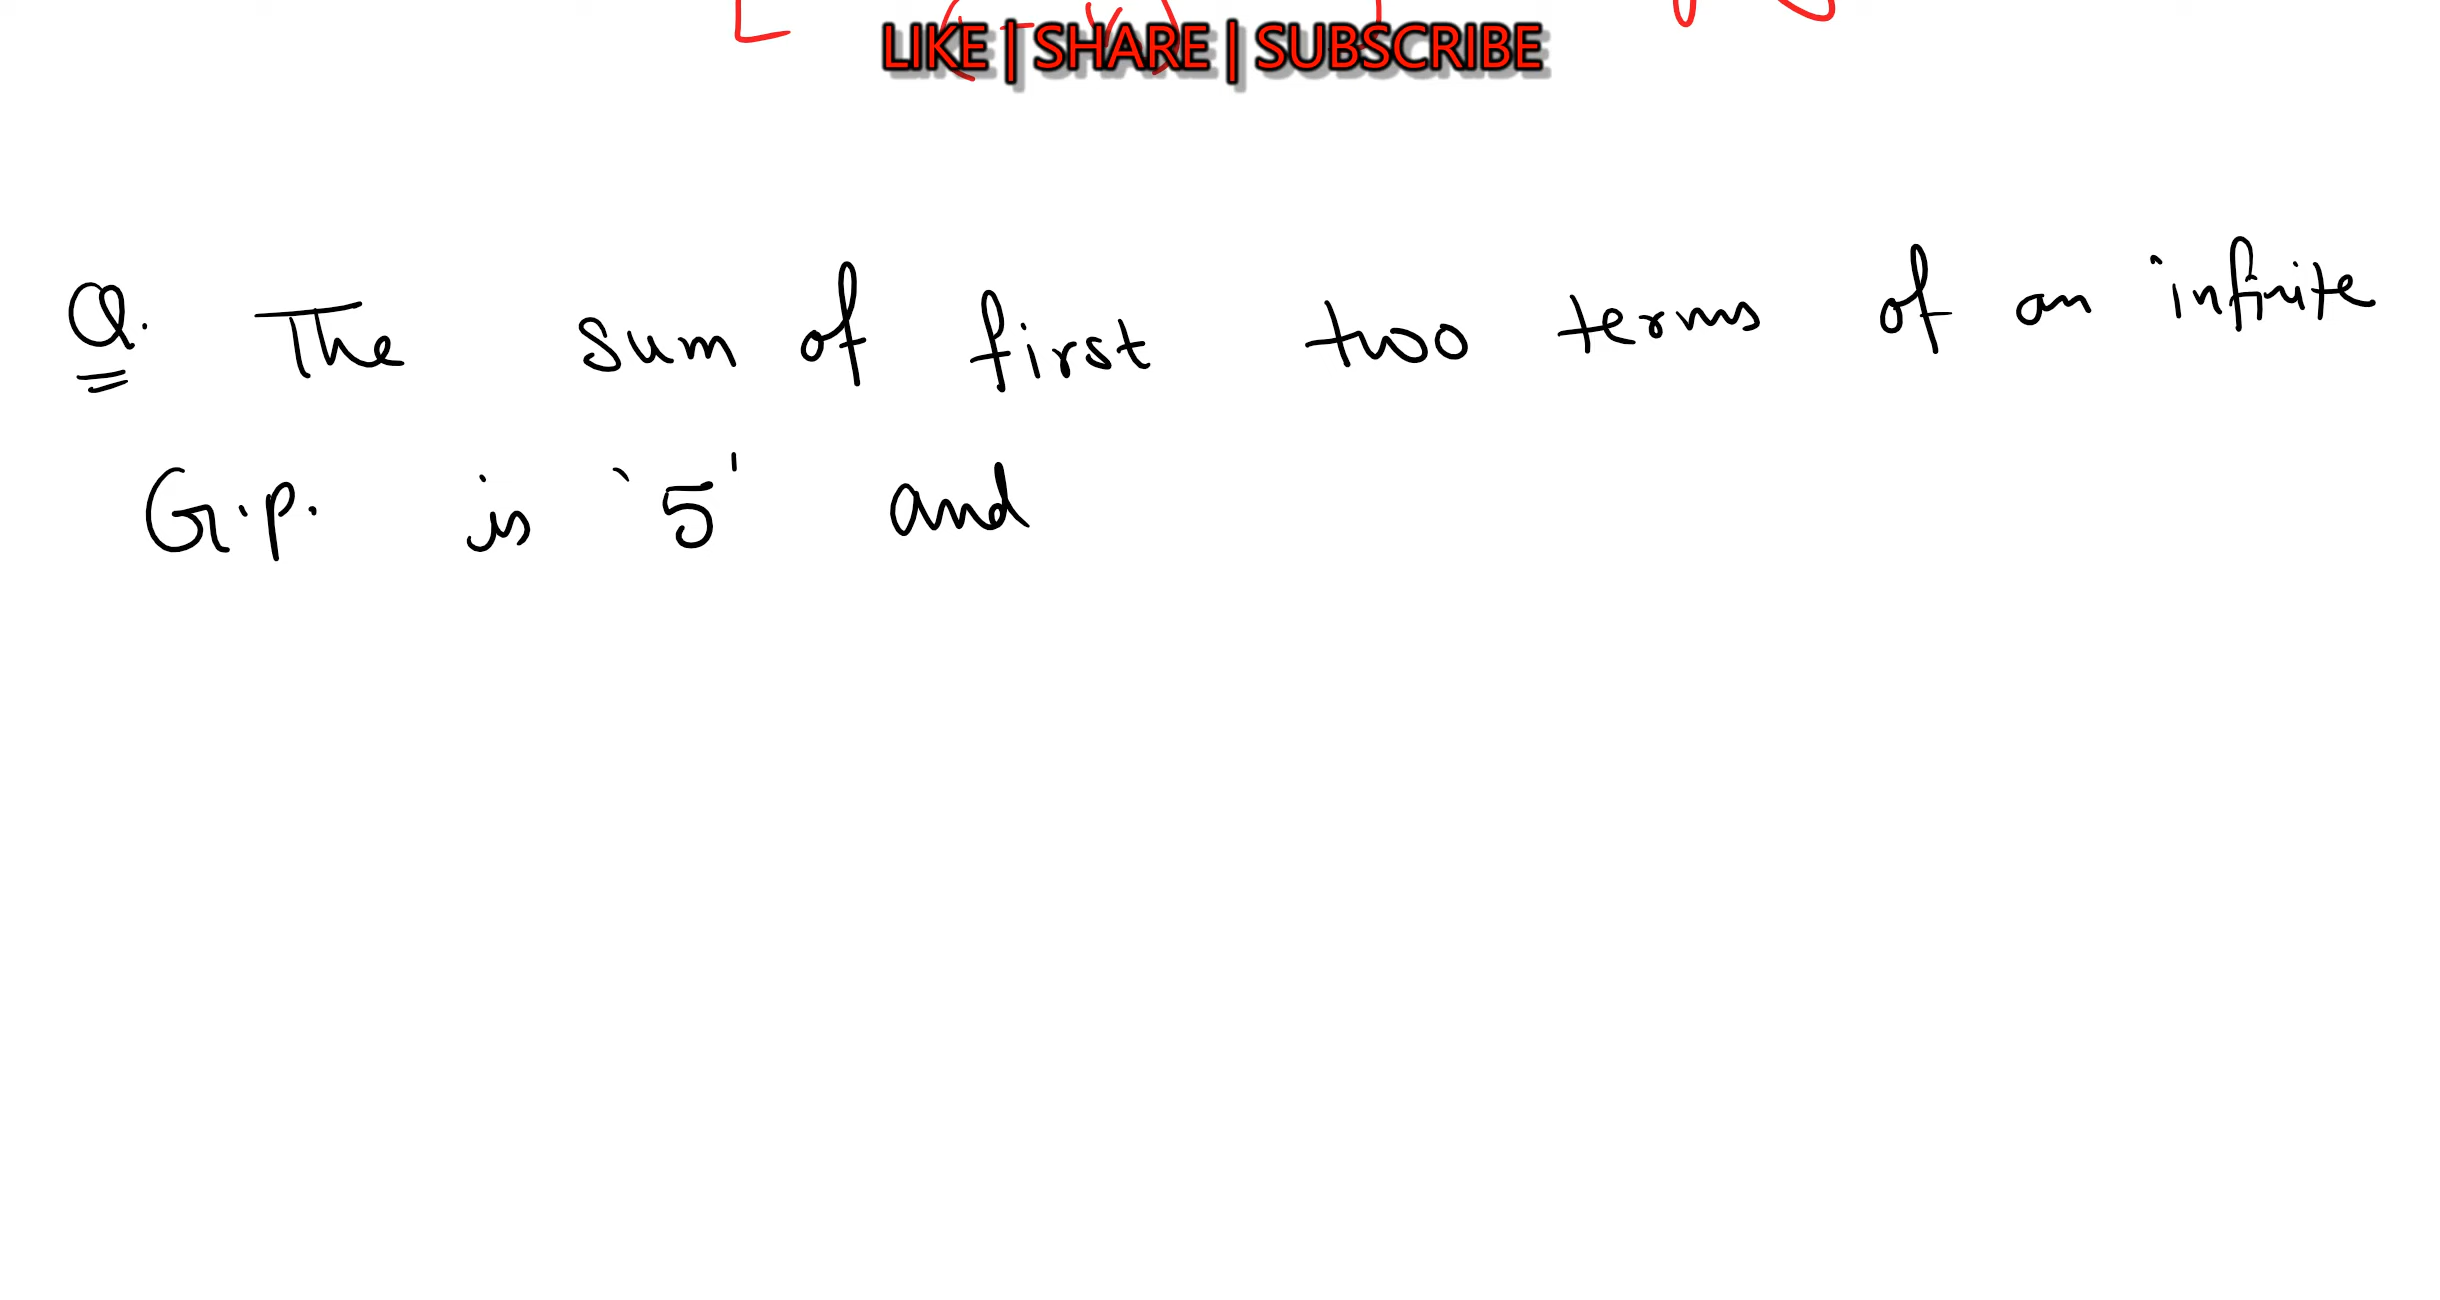 LIKE | SHARE | SUBSCRIBE
Q. The sum of first two terms of an infinite
G.P. is '5' and